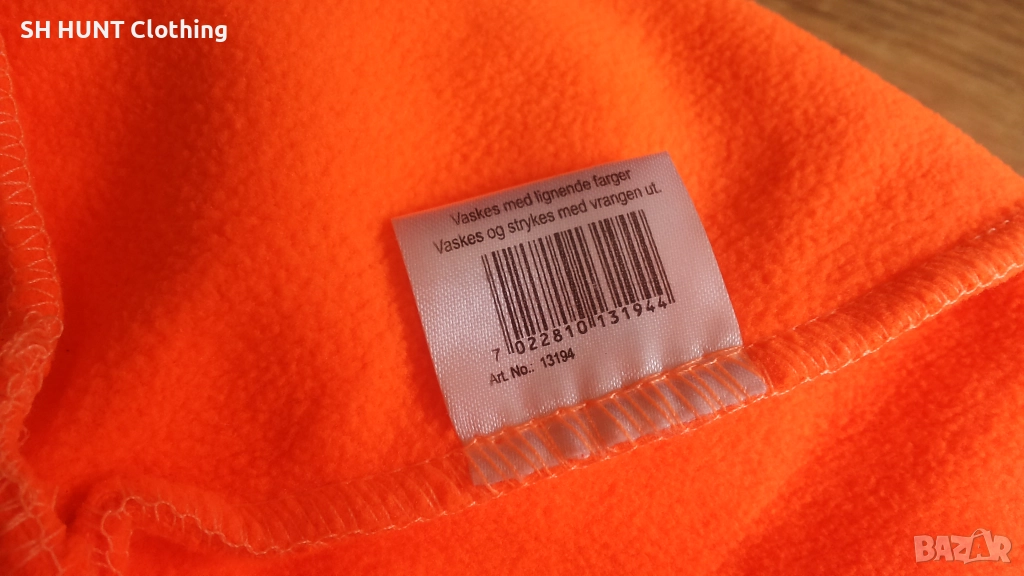 SH HUNT Clothing
Vaskes med lignende farger
Vaskes og strykes med vrangen ut.
7 022810 131944
Art. No.: 13194
BAZAR